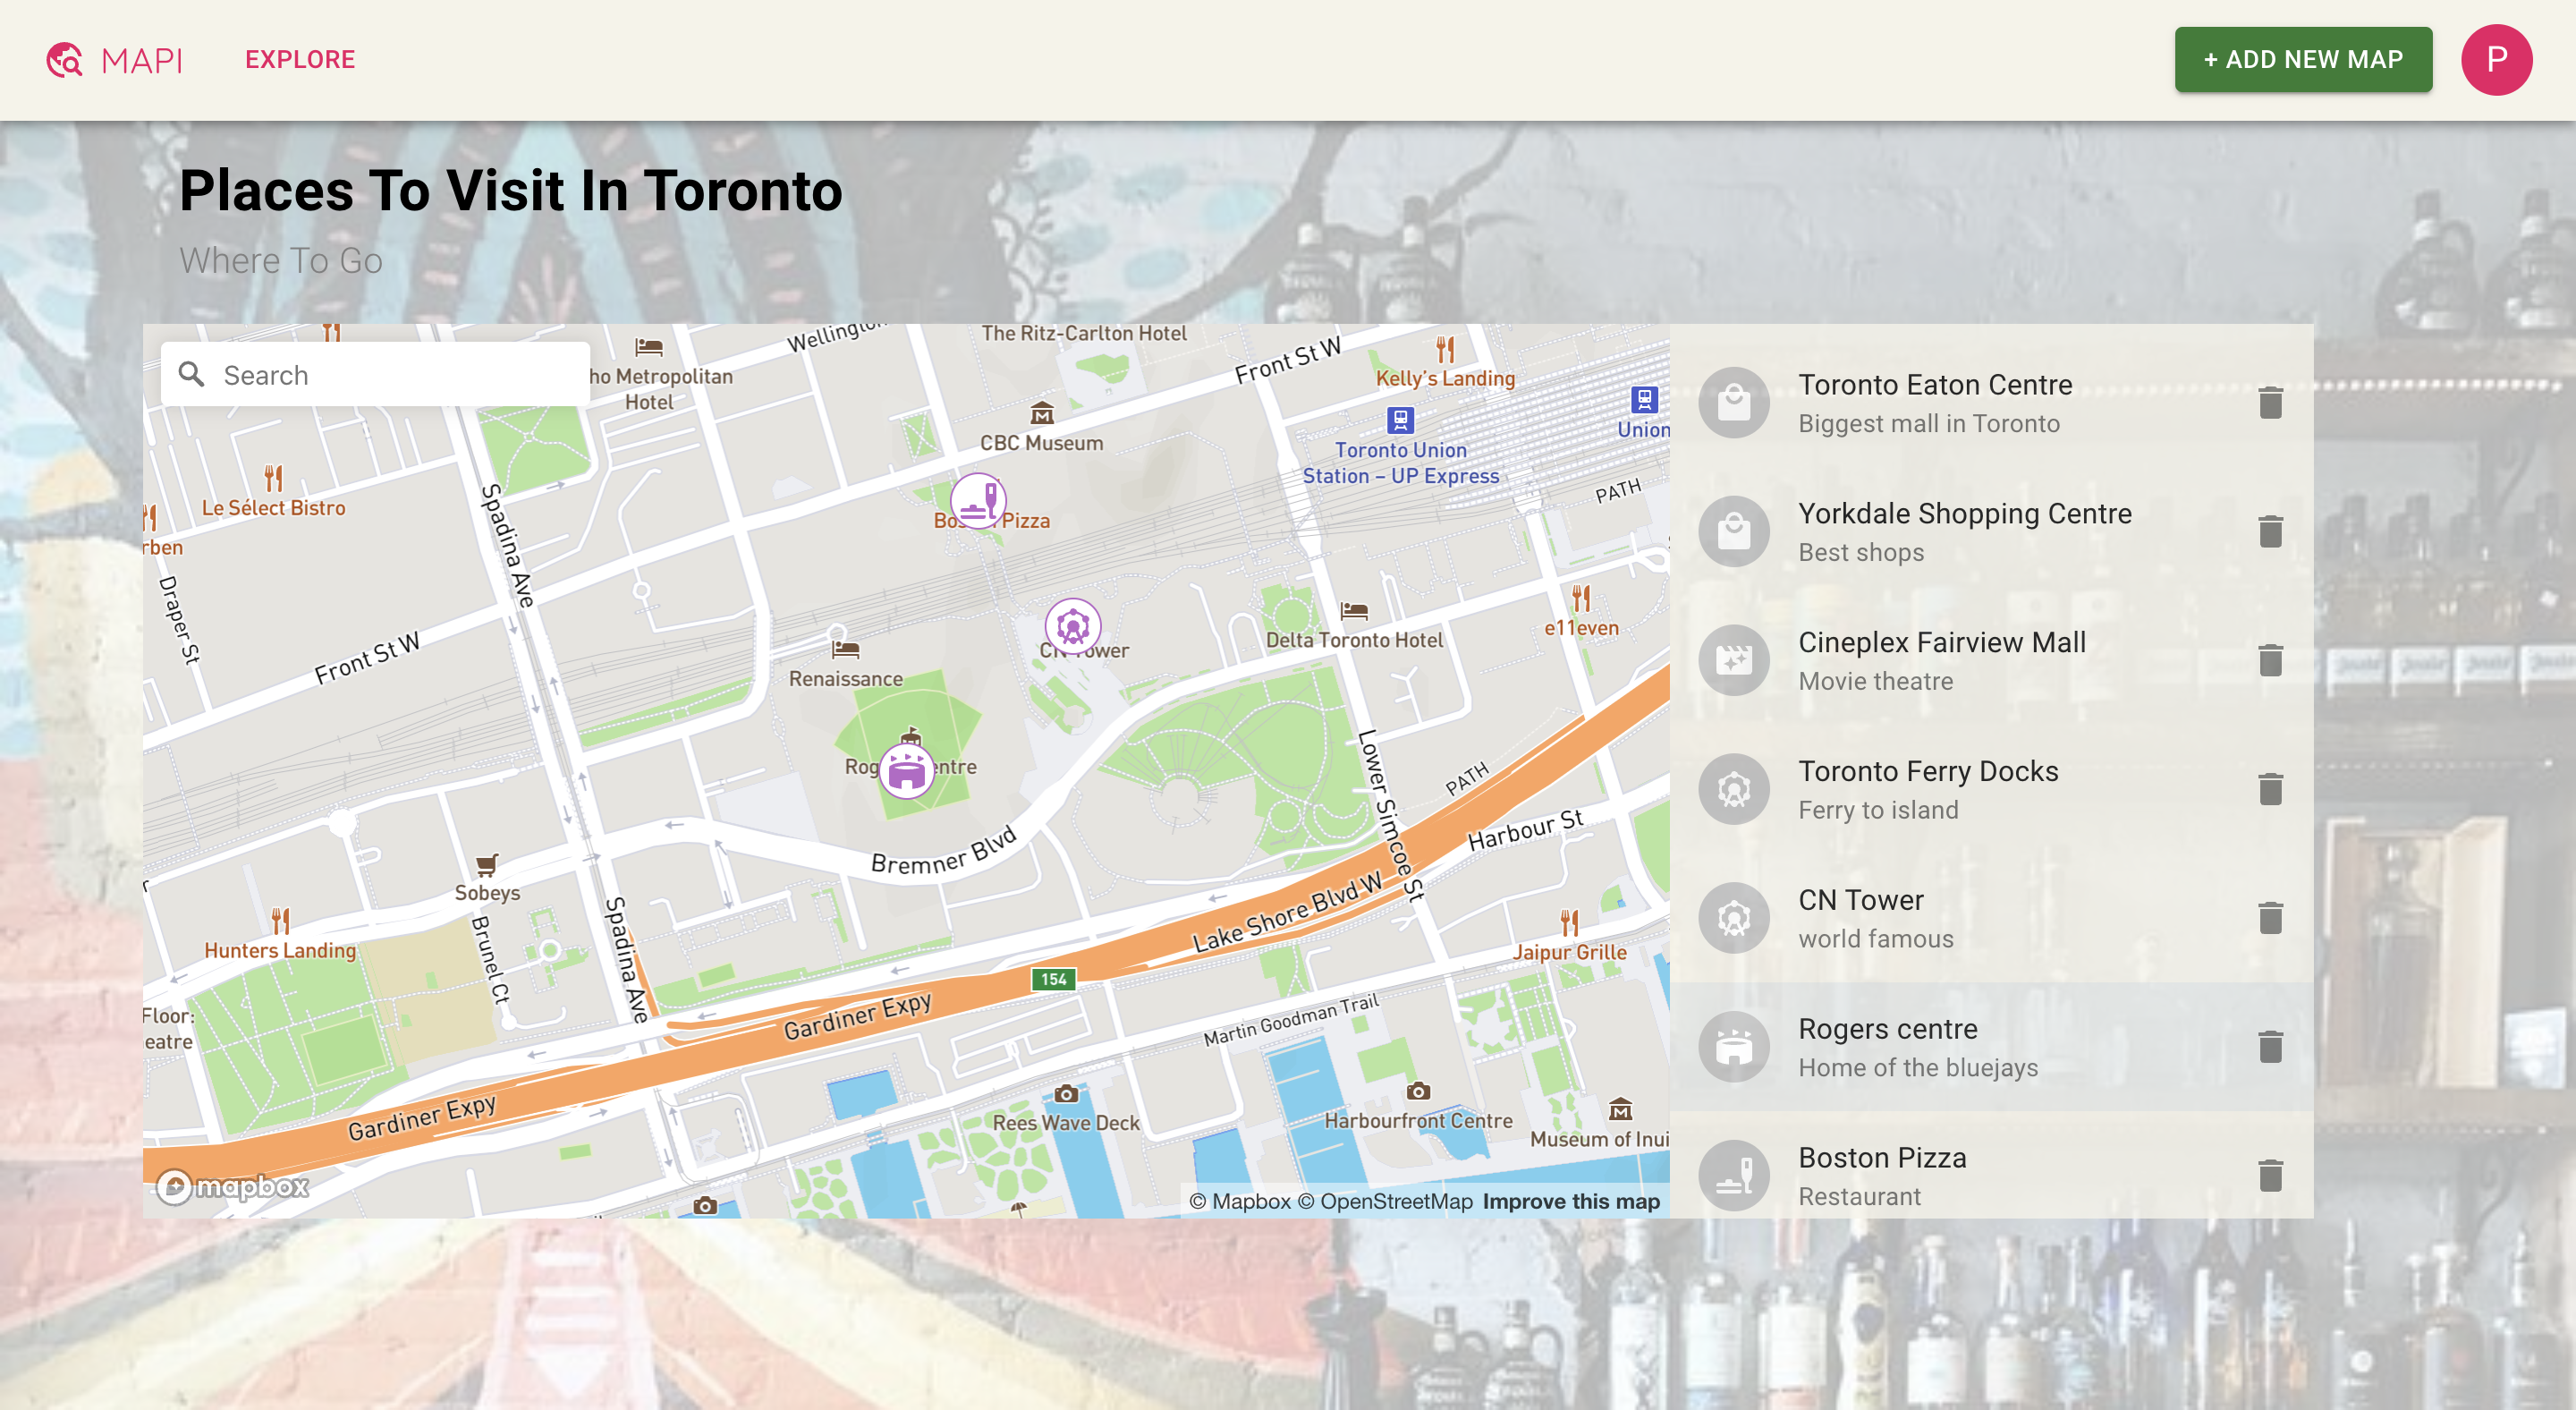 MAPI
EXPLORE
+ ADD NEW MAP
P
Places To Visit In Toronto
Where To Go
Search
Wellington
The Ritz-Carlton Hotel
Front St W
Kelly's Landing
ho Metropolitan
Hotel
CBC Museum
Toronto Union
Station – UP Express
Union
PATH
Le Sélect Bistro
Spadina Ave
Pizza
rben
Draper St
Front St W
Renaissance
Tower
Delta Toronto Hotel
e11even
Lower Simcoe St
PATH
Harbour St
Bremner Blvd
Sobeys
Hunters Landing
Brunel Ct
Spadina Ave
Lake Shore Blvd W
Jaipur Grille
154
Gardiner Expy
Martin Goodman Trail
Floor:
eatre
Gardiner Expy
Rees Wave Deck
Harbourfront Centre
Museum of Inui
mapbox
© Mapbox © OpenStreetMap Improve this map
Toronto Eaton Centre
Biggest mall in Toronto
Yorkdale Shopping Centre
Best shops
Cineplex Fairview Mall
Movie theatre
Toronto Ferry Docks
Ferry to island
CN Tower
world famous
Rogers centre
Home of the bluejays
Boston Pizza
Restaurant